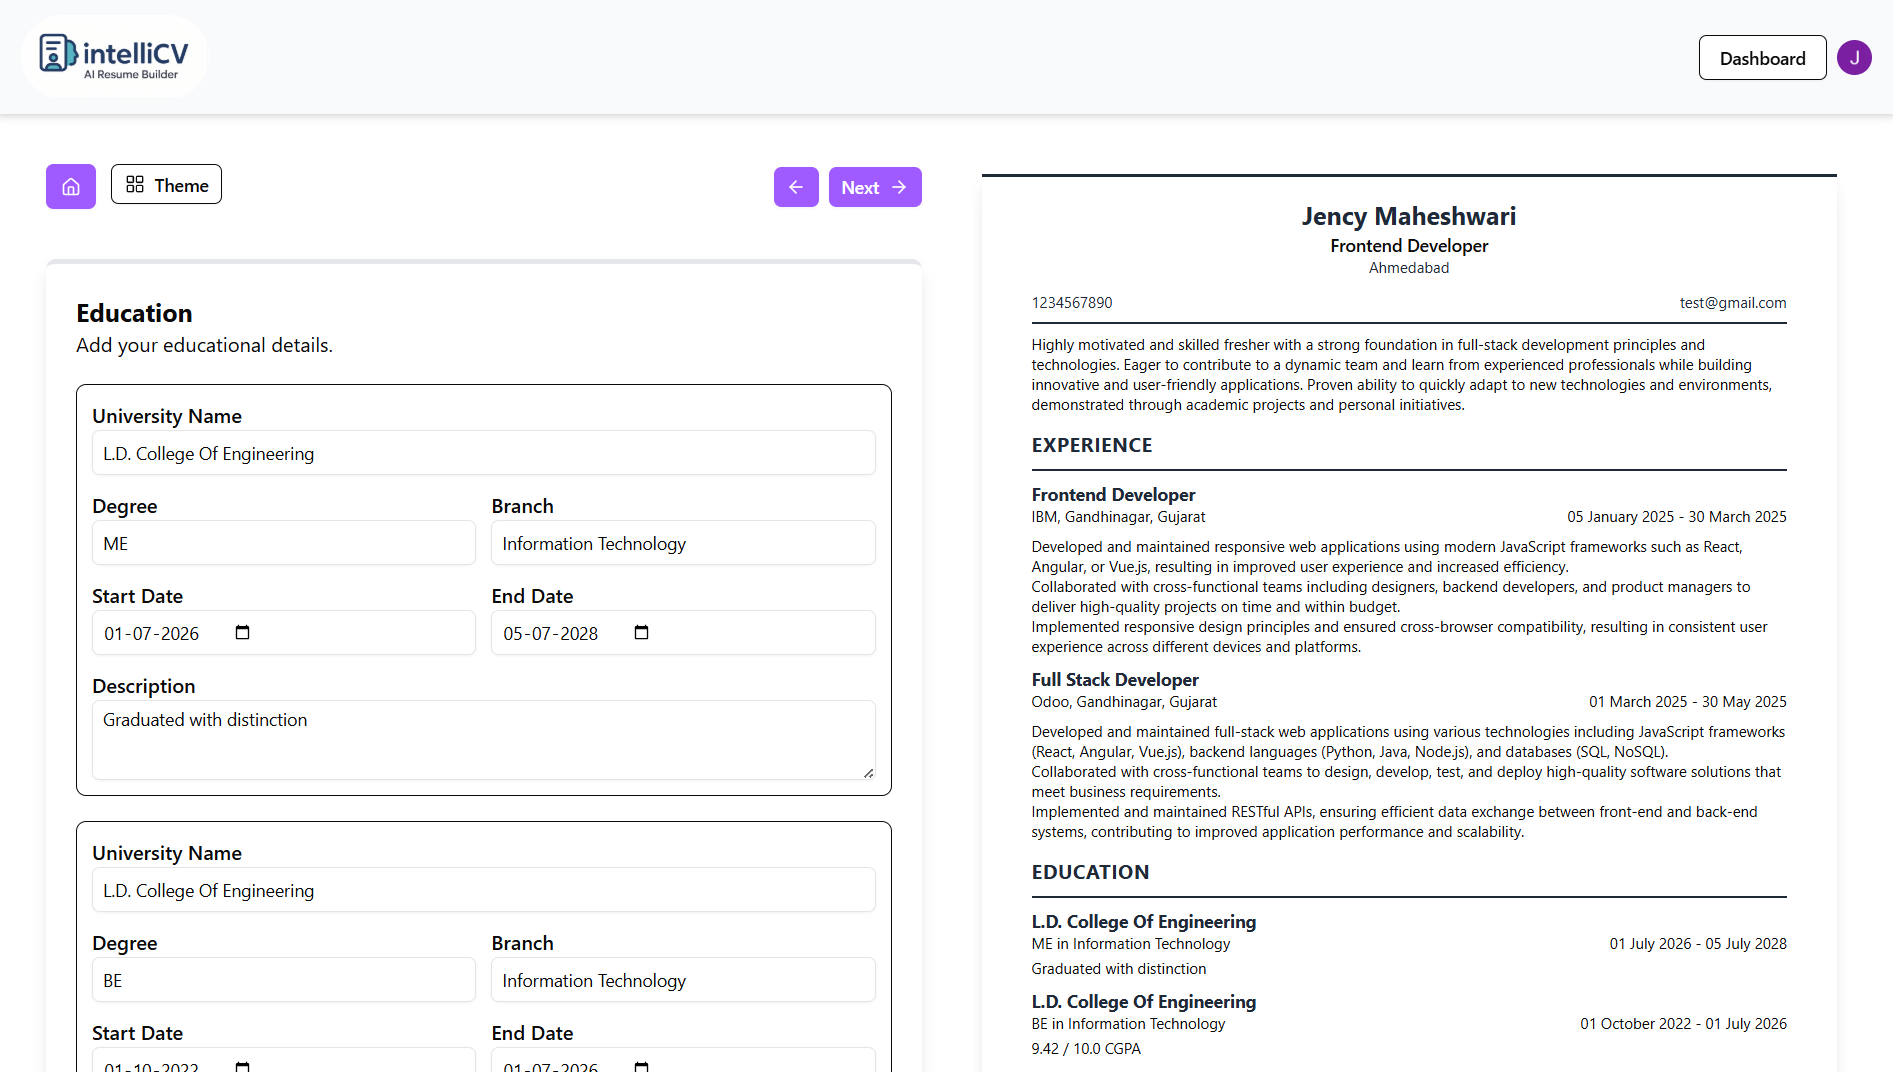 intelliCV
AI Resume Builder
Dashboard
J
Theme
Next
Education
Add your educational details.
University Name
L.D. College Of Engineering
Degree
Branch
ME
Information Technology
Start Date
End Date
01-07-2026
05-07-2028
Description
Graduated with distinction
University Name
L.D. College Of Engineering
Degree
Branch
BE
Information Technology
Start Date
End Date
01-10-2022
01-07-2026
Jency Maheshwari
Frontend Developer
Ahmedabad
1234567890
test@gmail.com
Highly motivated and skilled fresher with a strong foundation in full-stack development principles and
technologies. Eager to contribute to a dynamic team and learn from experienced professionals while building
innovative and user-friendly applications. Proven ability to quickly adapt to new technologies and environments,
demonstrated through academic projects and personal initiatives.
EXPERIENCE
Frontend Developer
IBM, Gandhinagar, Gujarat
05 January 2025 - 30 March 2025
Developed and maintained responsive web applications using modern JavaScript frameworks such as React,
Angular, or Vue.js, resulting in improved user experience and increased efficiency.
Collaborated with cross-functional teams including designers, backend developers, and product managers to
deliver high-quality projects on time and within budget.
Implemented responsive design principles and ensured cross-browser compatibility, resulting in consistent user
experience across different devices and platforms.
Full Stack Developer
Odoo, Gandhinagar, Gujarat
01 March 2025 - 30 May 2025
Developed and maintained full-stack web applications using various technologies including JavaScript frameworks
(React, Angular, Vue.js), backend languages (Python, Java, Node.js), and databases (SQL, NoSQL).
Collaborated with cross-functional teams to design, develop, test, and deploy high-quality software solutions that
meet business requirements.
Implemented and maintained RESTful APIs, ensuring efficient data exchange between front-end and back-end
systems, contributing to improved application performance and scalability.
EDUCATION
L.D. College Of Engineering
ME in Information Technology
01 July 2026 - 05 July 2028
Graduated with distinction
L.D. College Of Engineering
BE in Information Technology
01 October 2022 - 01 July 2026
9.42 / 10.0 CGPA